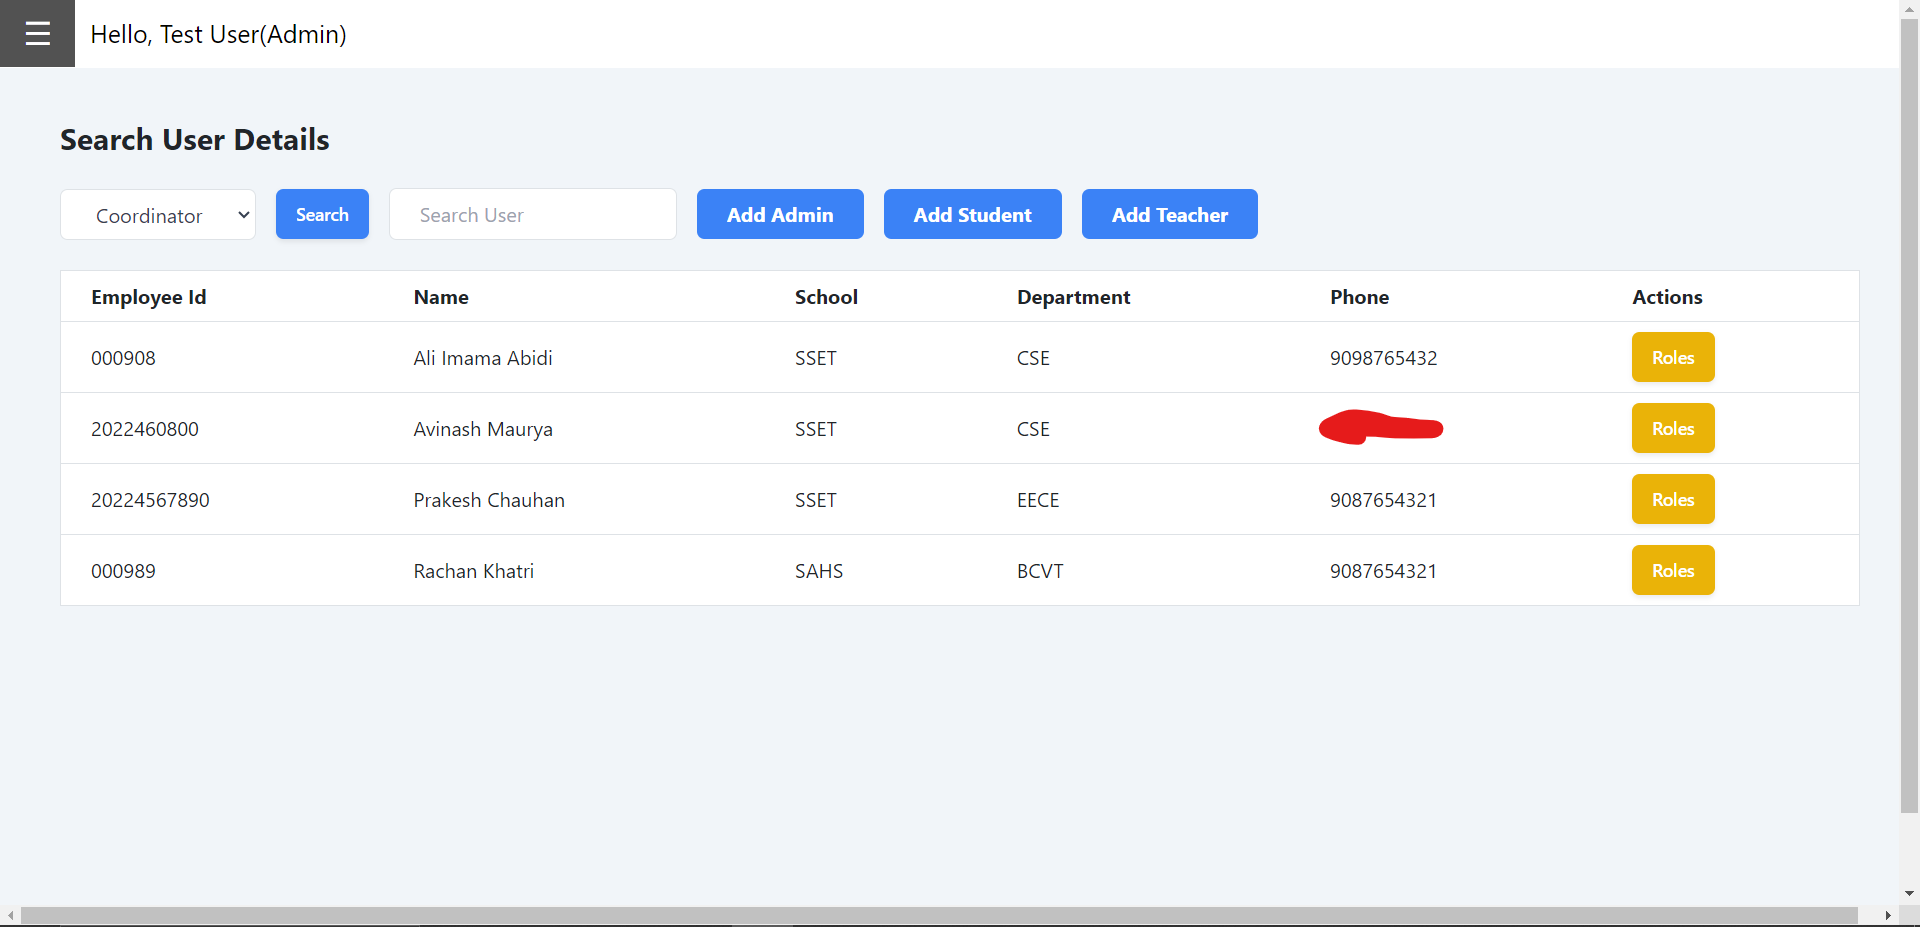 ☰ Hello, Test User(Admin)
Search User Details
Coordinator Search Search User Add Admin Add Student Add Teacher
Employee Id Name School Department Phone Actions
000908 Ali Imama Abidi SSET CSE 9098765432 Roles
2022460800 Avinash Maurya SSET CSE Roles
20224567890 Prakesh Chauhan SSET EECE 9087654321 Roles
000989 Rachan Khatri SAHS BCVT 9087654321 Roles